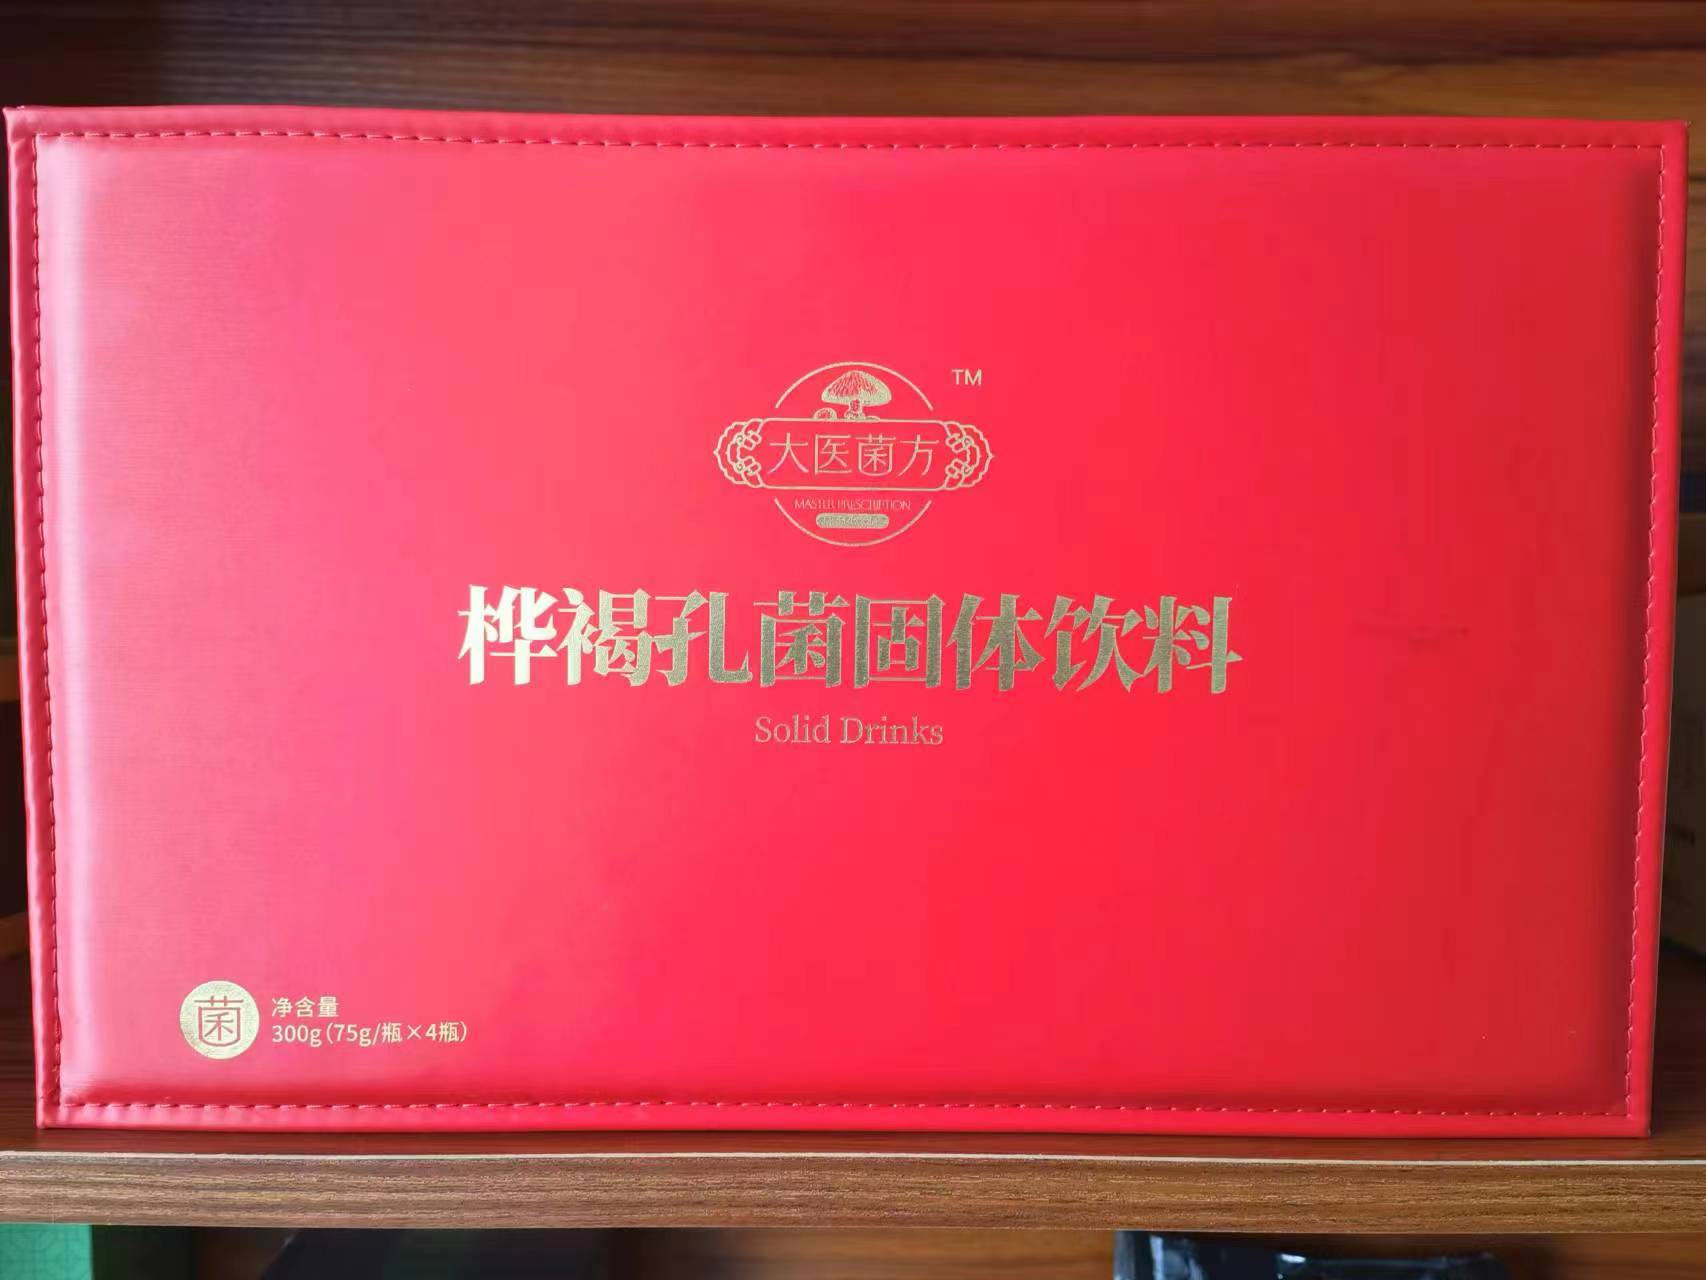 TM
大医菌方
MASTER PRESCRIPTION
桦褐孔菌固体饮料
Solid Drinks
菌
净含量
300g(75g/瓶×4瓶)